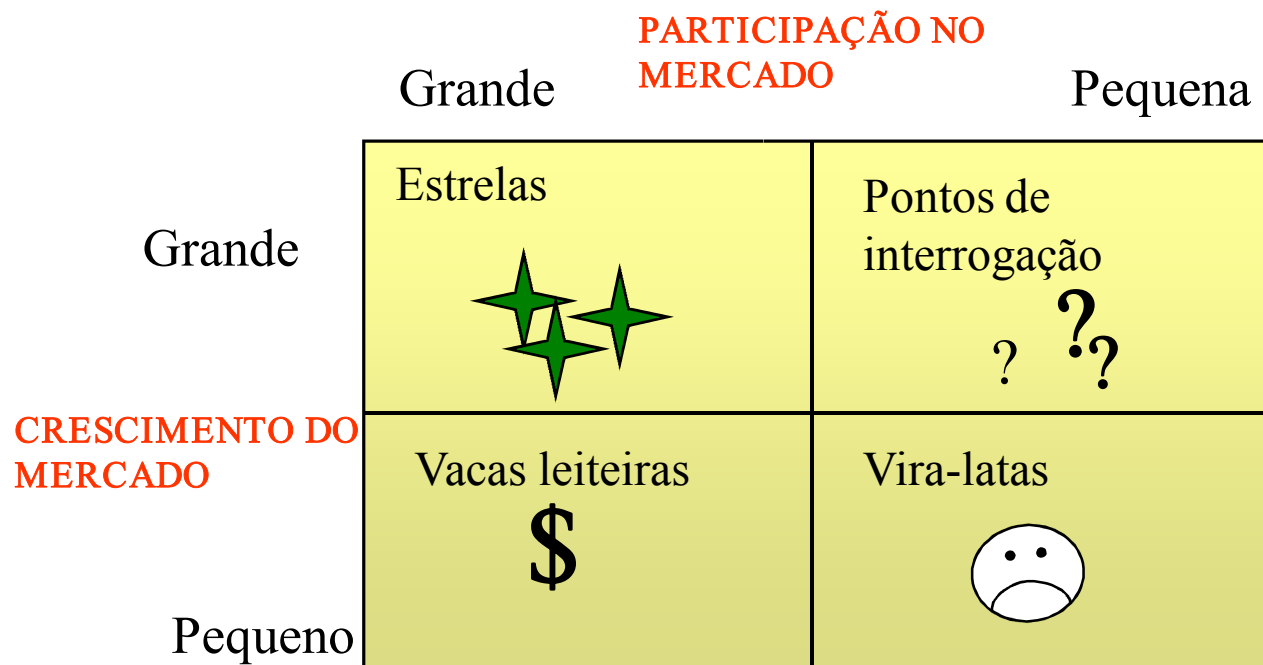 PARTICIPAÇÃO NO
MERCADO
Grande
Pequena
Estrelas
Pontos de
interrogação
Grande
? ? ?
CRESCIMENTO DO
MERCADO
Vacas leiteiras
Vira-latas
$
Pequeno